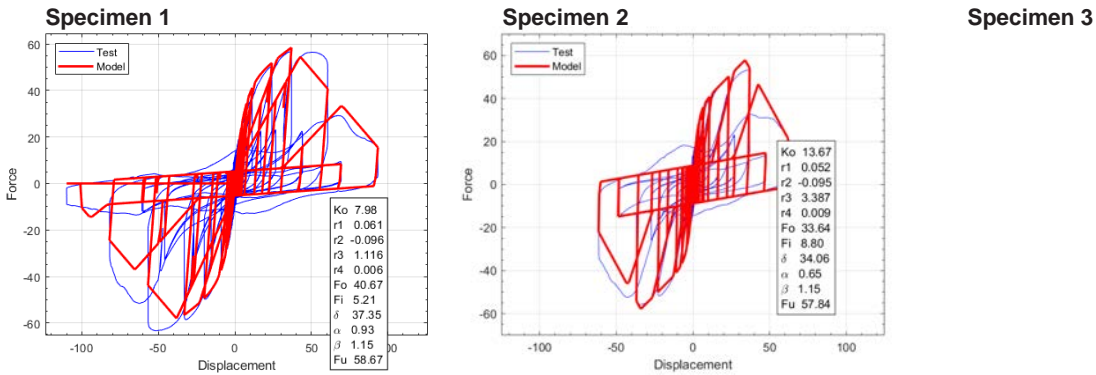 Specimen 1
Specimen 2
Specimen 3
Test
Model
60
40
20
0
-20
-40
-60
Force
-100
-50
0
50
Displacement
Ko 7.98
r1 0.061
r2 -0.096
r3 1.116
r4 0.006
Fo 40.67
Fi 5.21
δ 37.35
α 0.93
β 1.15
Fu 58.67
Test
Model
60
40
20
0
-20
-40
-60
Force
-100
-50
0
50
100
Displacement
Ko 13.67
r1 0.052
r2 -0.095
r3 3.387
r4 0.009
Fo 33.64
Fi 8.80
δ 34.06
α 0.65
β 1.15
Fu 57.84